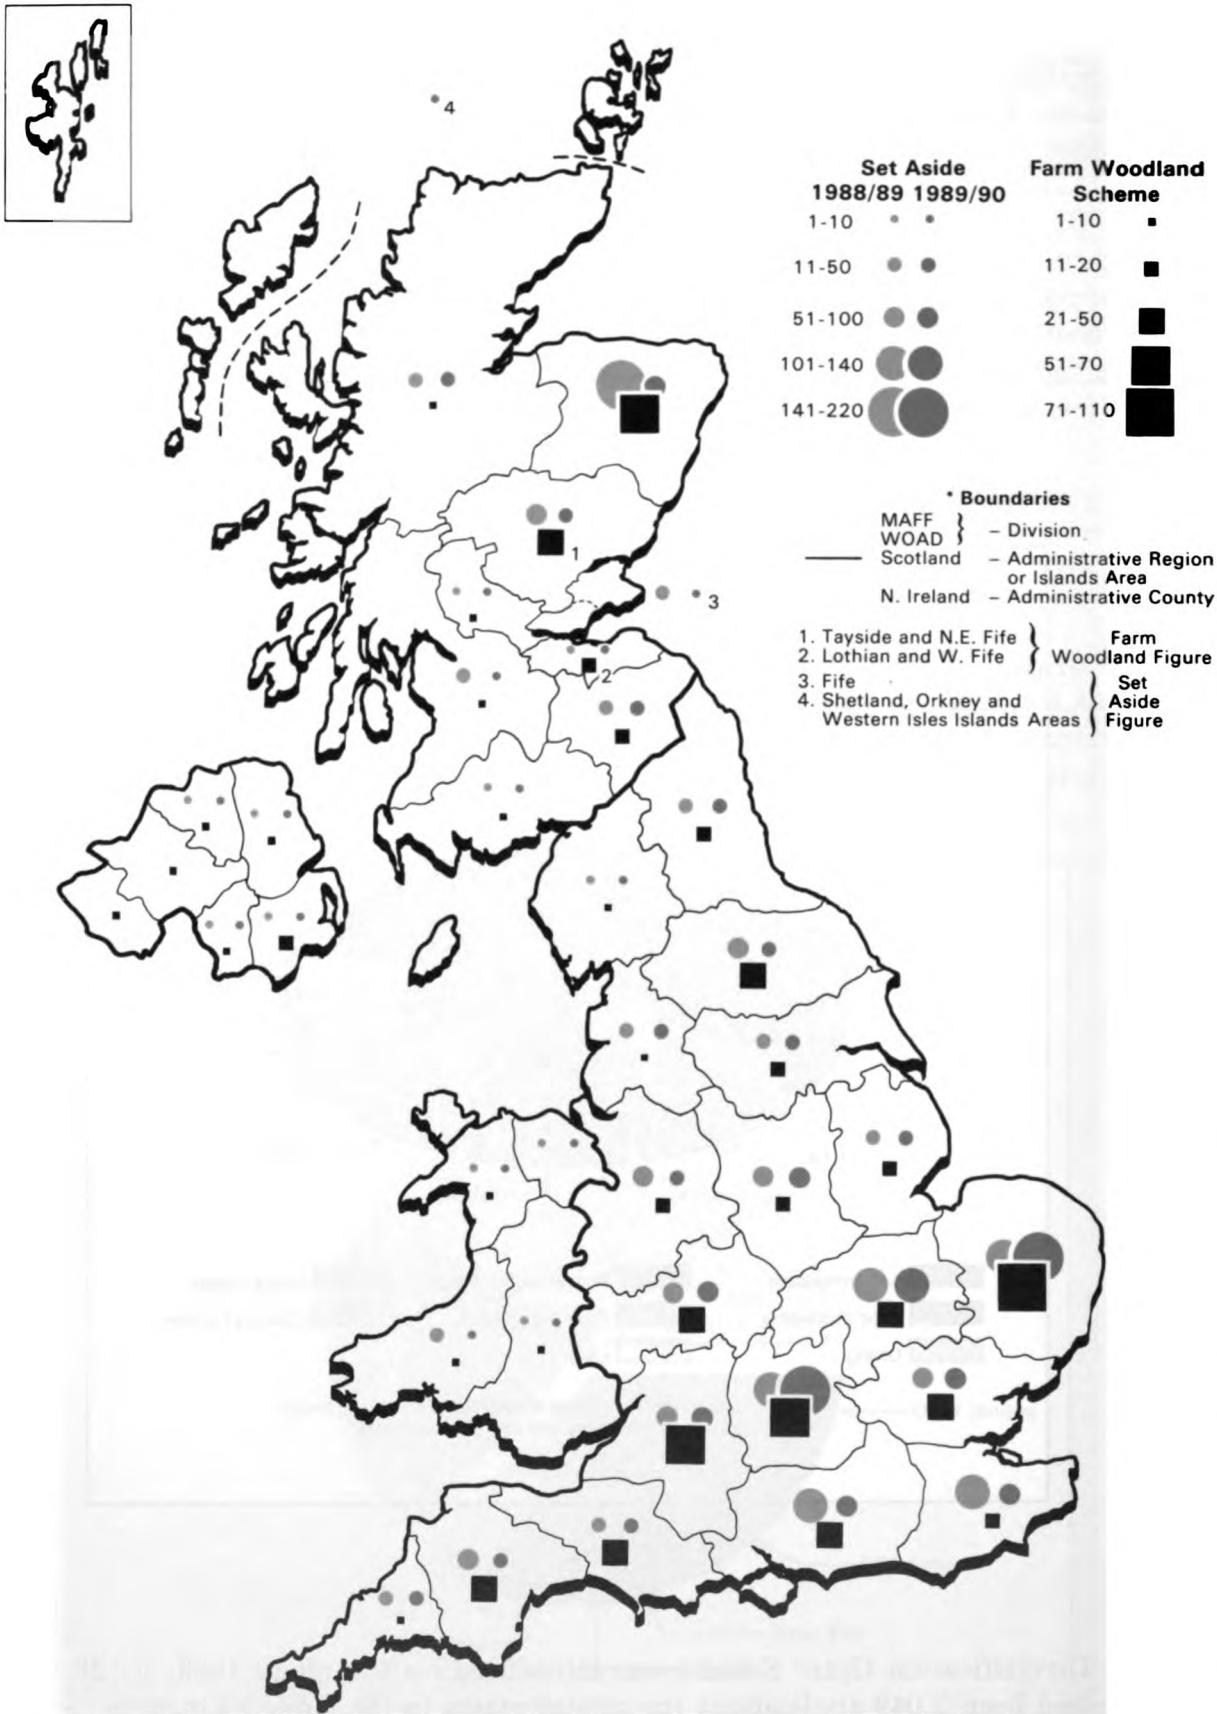 4
Set Aside Farm Woodland
1988/89 1989/90 Scheme
1-10 1-10
11-50 11-20
51-100 21-50
101-140 51-70
141-220 71-110
* Boundaries
MAFF
WOAD } – Division
Scotland – Administrative Region
or Islands Area
N. Ireland – Administrative County
1. Tayside and N.E. Fife } Farm
2. Lothian and W. Fife Woodland Figure
3. Fife } Set
4. Shetland, Orkney and Aside
Western Isles Islands Areas Figure
1
3
2